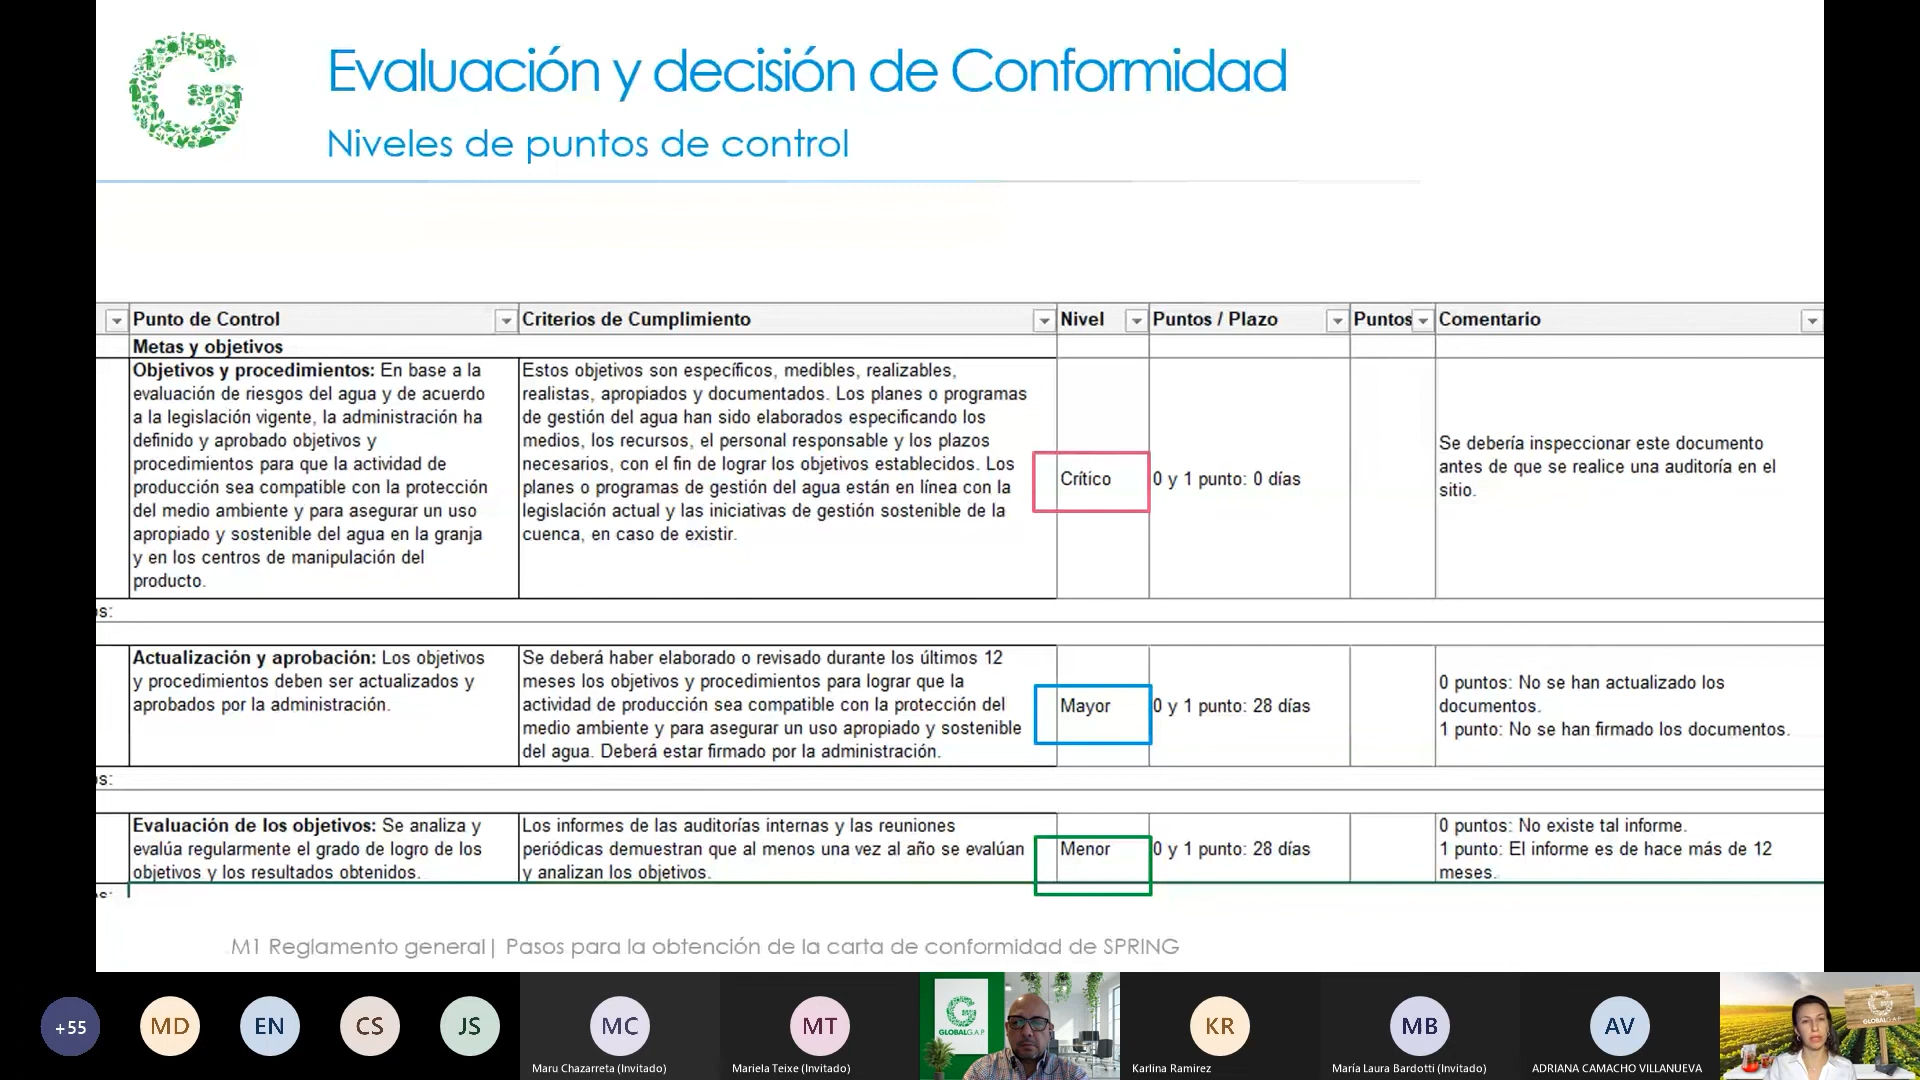 Evaluación y decisión de Conformidad
Niveles de puntos de control
Punto de Control
Criterios de Cumplimiento
Nivel
Puntos / Plazo
Puntos
Comentario
Metas y objetivos
Objetivos y procedimientos: En base a la
evaluación de riesgos del agua y de acuerdo
a la legislación vigente, la administración ha
definido y aprobado objetivos y
procedimientos para que la actividad de
producción sea compatible con la protección
del medio ambiente y para asegurar un uso
apropiado y sostenible del agua en la granja
y en los centros de manipulación del
producto.
Estos objetivos son específicos, medibles, realizables,
realistas, apropiados y documentados. Los planes o programas
de gestión del agua han sido elaborados especificando los
medios, los recursos, el personal responsable y los plazos
necesarios, con el fin de lograr los objetivos establecidos. Los
planes o programas de gestión del agua están en línea con la
legislación actual y las iniciativas de gestión sostenible de la
cuenca, en caso de existir.
Crítico
0 y 1 punto: 0 días
Se debería inspeccionar este documento
antes de que se realice una auditoría en el
sitio.
s:
Actualización y aprobación: Los objetivos
y procedimientos deben ser actualizados y
aprobados por la administración.
Se deberá haber elaborado o revisado durante los últimos 12
meses los objetivos y procedimientos para lograr que la
actividad de producción sea compatible con la protección del
medio ambiente y para asegurar un uso apropiado y sostenible
del agua. Deberá estar firmado por la administración.
Mayor
0 y 1 punto: 28 días
0 puntos: No se han actualizado los
documentos.
1 punto: No se han firmado los documentos.
s:
Evaluación de los objetivos: Se analiza y
evalúa regularmente el grado de logro de los
objetivos y los resultados obtenidos.
Los informes de las auditorías internas y las reuniones
periódicas demuestran que al menos una vez al año se evalúan
y analizan los objetivos.
Menor
0 y 1 punto: 28 días
0 puntos: No existe tal informe.
1 punto: El informe es de hace más de 12
meses.
M1 Reglamento general| Pasos para la obtención de la carta de conformidad de SPRING
+55
MD
EN
CS
JS
MC
Maru Chazarreta (Invitado)
MT
Mariela Teixe (Invitado)
GLOBALG.A.P
KR
Karlina Ramirez
MB
María Laura Bardotti (Invitado)
AV
ADRIANA CAMACHO VILLANUEVA